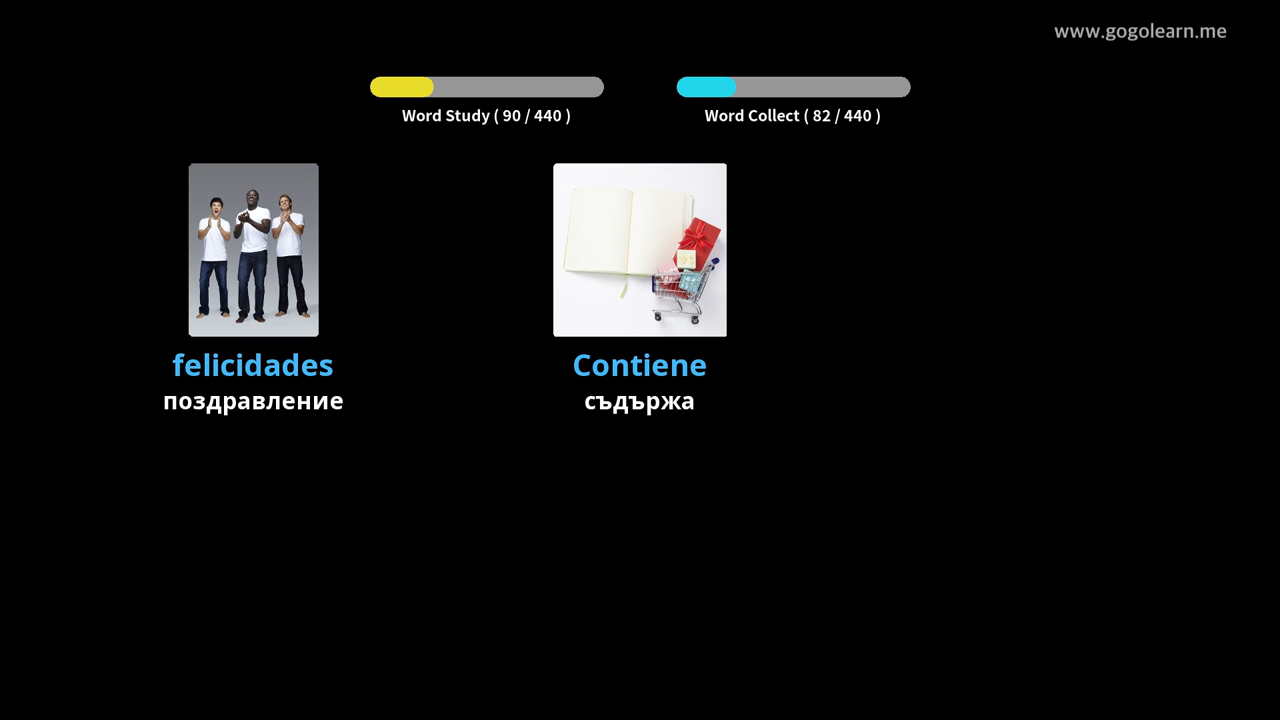 www.gogolearn.me
Word Study ( 90 / 440 )
Word Collect ( 82 / 440 )
felicidades
поздравление
Contiene
съдържа